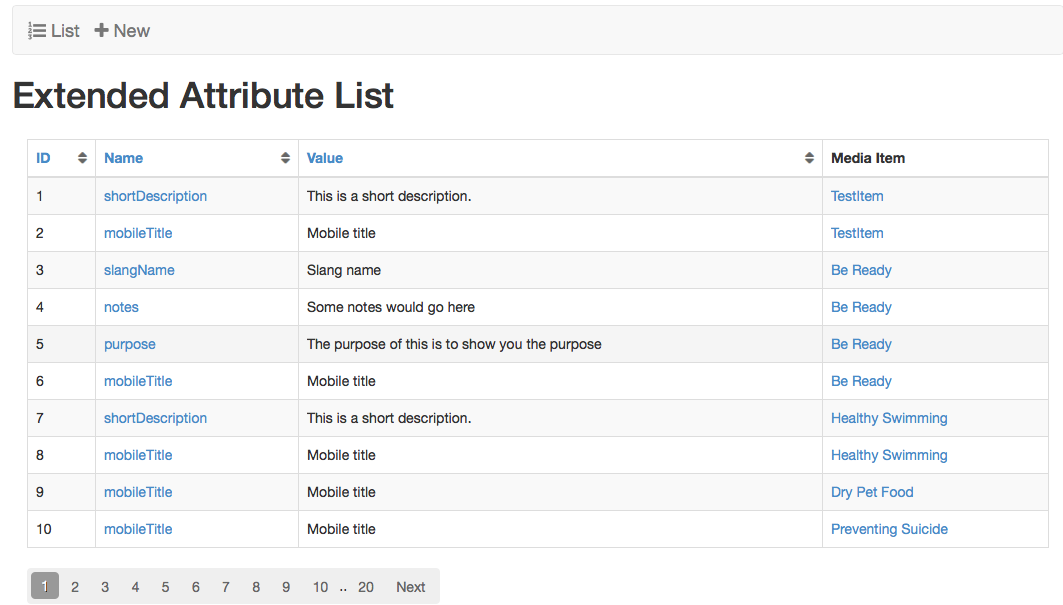 List New
Extended Attribute List
ID Name Value Media Item
1 shortDescription This is a short description. TestItem
2 mobileTitle Mobile title TestItem
3 slangName Slang name Be Ready
4 notes Some notes would go here Be Ready
5 purpose The purpose of this is to show you the purpose Be Ready
6 mobileTitle Mobile title Be Ready
7 shortDescription This is a short description. Healthy Swimming
8 mobileTitle Mobile title Healthy Swimming
9 mobileTitle Mobile title Dry Pet Food
10 mobileTitle Mobile title Preventing Suicide
1 2 3 4 5 6 7 8 9 10 .. 20 Next